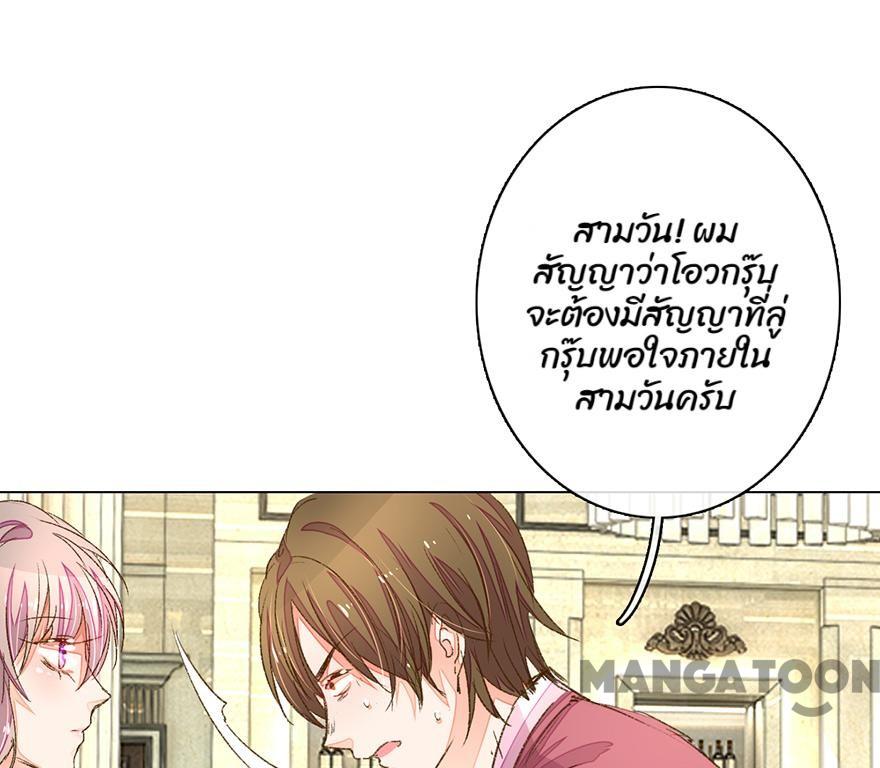 สามวัน! ผม
สัญญาว่าโอวกรุ๊บ
จะต้องมีสัญญาที่ลู่
กรุ๊บพอใจภายใน
สามวันครับ
MANGATOON